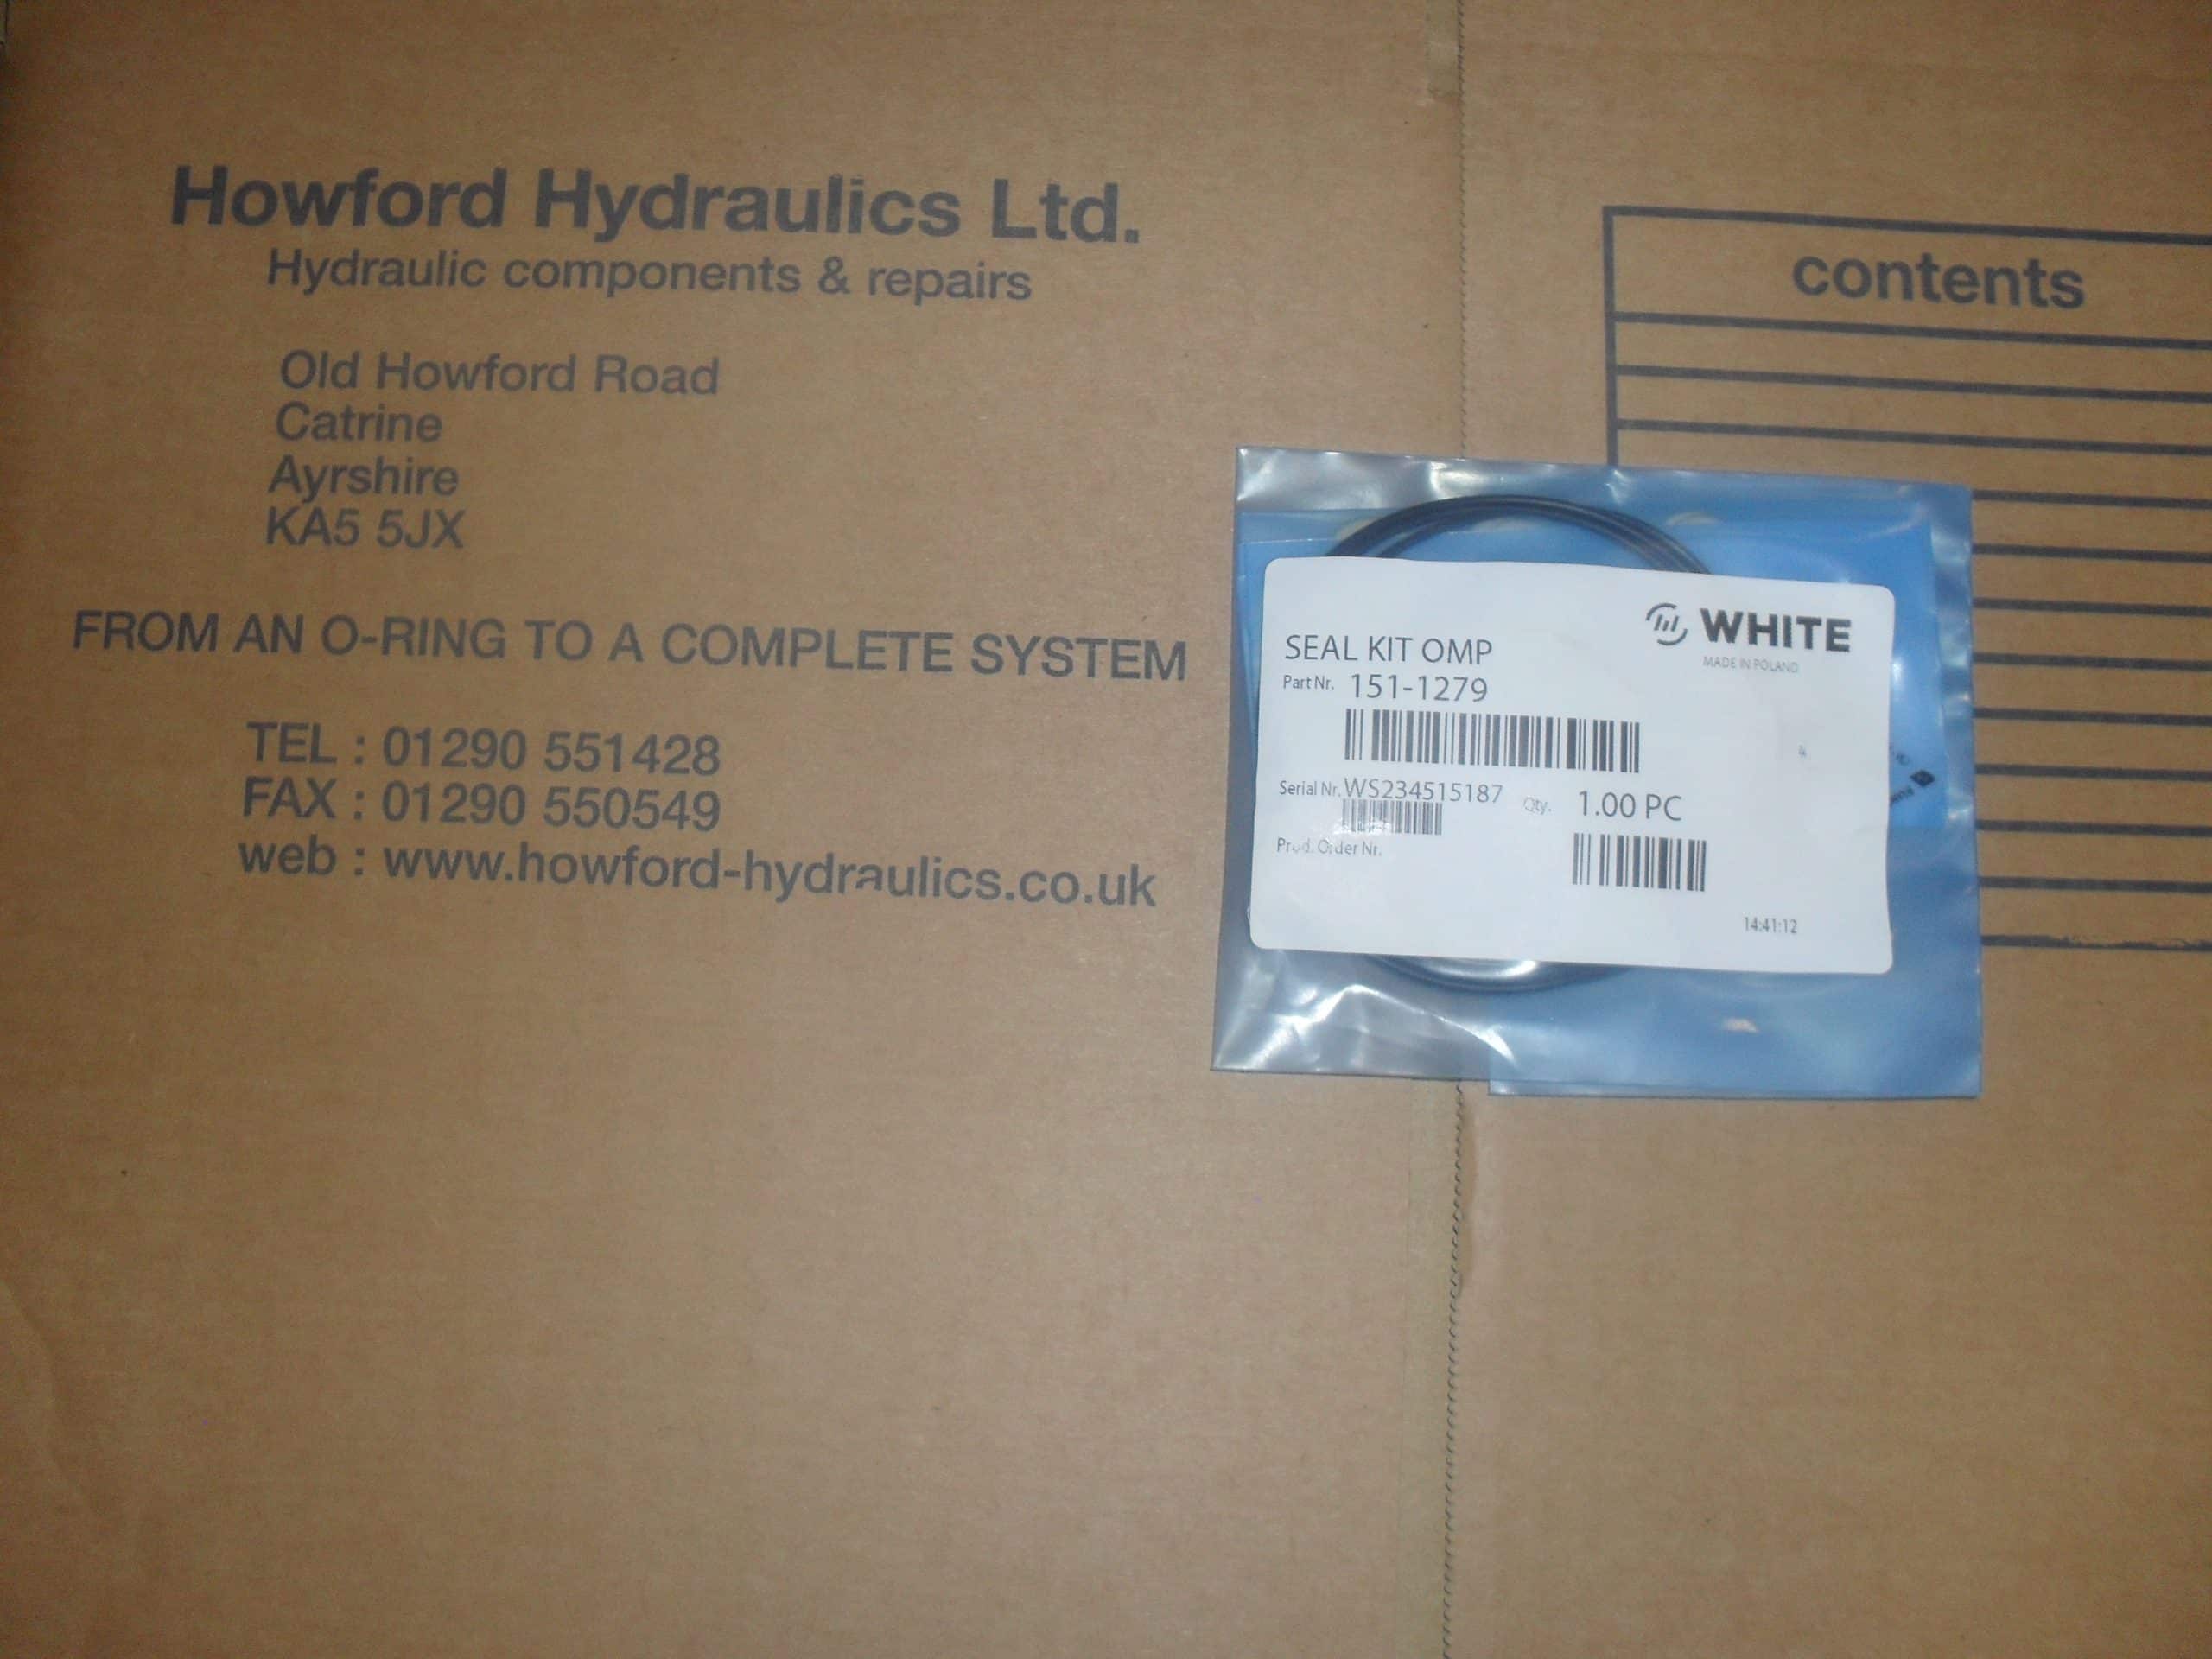 Howford Hydraulics Ltd.
Hydraulic components & repairs
Old Howford Road
Catrine
Ayrshire
KA5 5JX
FROM AN O-RING TO A COMPLETE SYSTEM
TEL : 01290 551428
FAX : 01290 550549
web : www.howford-hydraulics.co.uk
contents
WHITE
MADE IN POLAND
SEAL KIT OMP
Part Nr. 151-1279
Serial Nr. WS234515187 Qty. 1.00 PC
Prod. Order Nr.
14:41:12